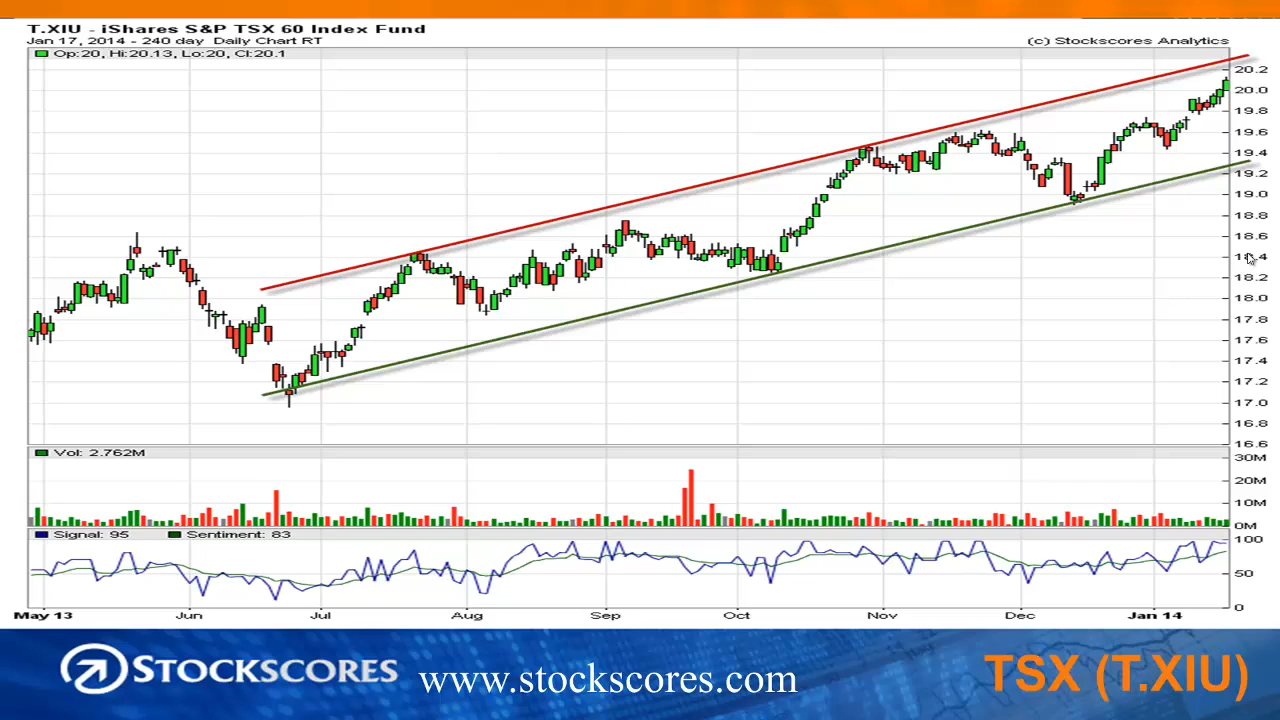 T.XIU - iShares S&P TSX 60 Index Fund
Jan 17, 2014 - 240 day Daily Chart RT
(c) Stockscores Analytics
Op:20, Hi:20.13, Lo:20, Cl:20.1
20.2
20.0
19.8
19.6
19.4
19.2
19.0
18.8
18.6
18.4
18.2
18.0
17.8
17.6
17.4
17.2
17.0
16.8
16.6
Vol: 2.762M
30M
20M
10M
0M
Signal: 95 Sentiment: 83
100
50
0
May 13 Jun Jul Aug Sep Oct Nov Dec Jan 14
STOCKSCORES
www.stockscores.com
TSX (T.XIU)